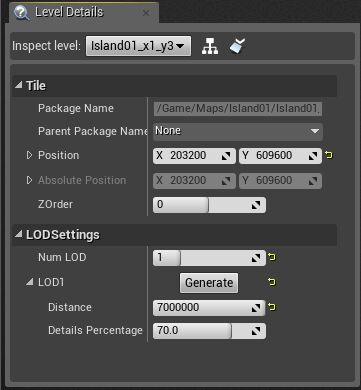 Level Details
Inspect level: Island01_x1_y3
Tile
Package Name /Game/Maps/Island01/Island01_
Parent Package Name None
Position X 203200 Y 609600
Absolute Position X 203200 Y 609600
ZOrder 0
LODSettings
Num LOD 1
LOD1 Generate
Distance 7000000
Details Percentage 70.0